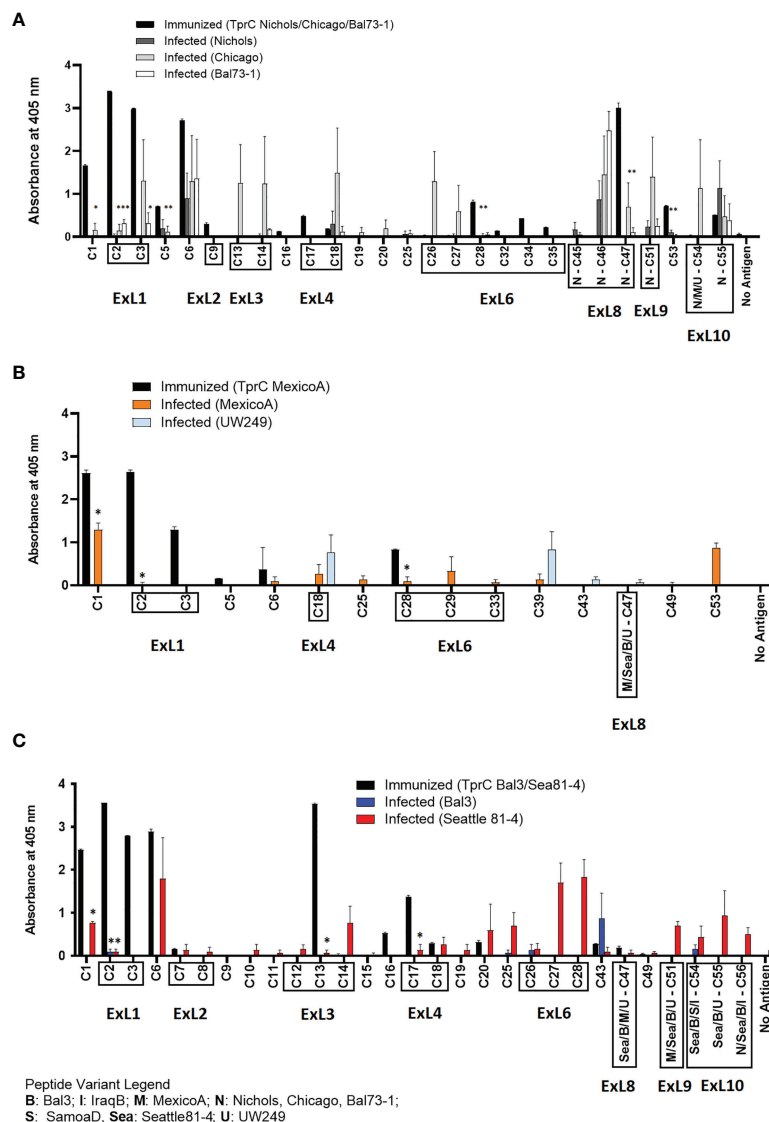 A
Immunized (TprC Nichols/Chicago/Bal73-1)
Infected (Nichols)
Infected (Chicago)
Infected (Bal73-1)
Absorbance at 405 nm
4
3
2
1
0
* *** * ** ** ** **
C1 C2 C3 C5 C6 C9 C13 C14 C16 C17 C18 C19 C20 C25 C26 C27 C28 C32 C34 C35 N - C45 N - C46 N - C47 N - C51 C53 N/M/U - C54 N - C55 No Antigen
ExL1 ExL2 ExL3 ExL4 ExL6 ExL8 ExL9 ExL10
B
Immunized (TprC MexicoA)
Infected (MexicoA)
Infected (UW249)
Absorbance at 405 nm
4
3
2
1
0
* * *
C1 C2 C3 C5 C6 C18 C25 C28 C29 C33 C39 C43 M/Sea/B/U - C47 C49 C53 No Antigen
ExL1 ExL4 ExL6 ExL8
C
Immunized (TprC Bal3/Sea81-4)
Infected (Bal3)
Infected (Seattle 81-4)
Absorbance at 405 nm
4
3
2
1
0
* ** * *
C1 C2 C3 C6 C7 C8 C9 C10 C11 C12 C13 C14 C15 C16 C17 C18 C19 C20 C25 C26 C27 C28 C43 Sea/B/M/U - C47 C49 M/Sea/B/U - C51 Sea/B/S/I - C54 Sea/B/U - C55 N/Sea/B/I - C56 No Antigen
ExL1 ExL2 ExL3 ExL4 ExL6 ExL8 ExL9 ExL10
Peptide Variant Legend
B: Bal3; I: IraqB; M: MexicoA; N: Nichols, Chicago, Bal73-1;
S: SamoaD, Sea: Seattle81-4; U: UW249